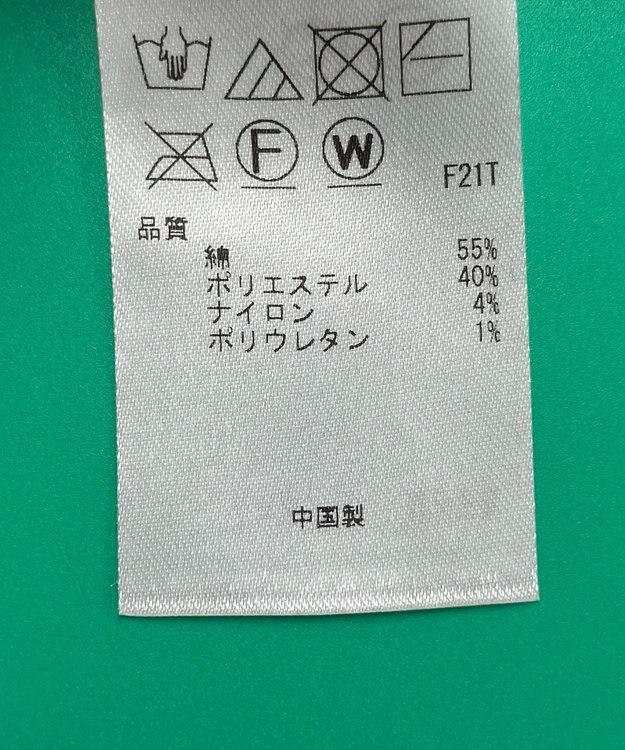 F W
F21T
品質
綿 55%
ポリエステル 40%
ナイロン 4%
ポリウレタン 1%
中国製